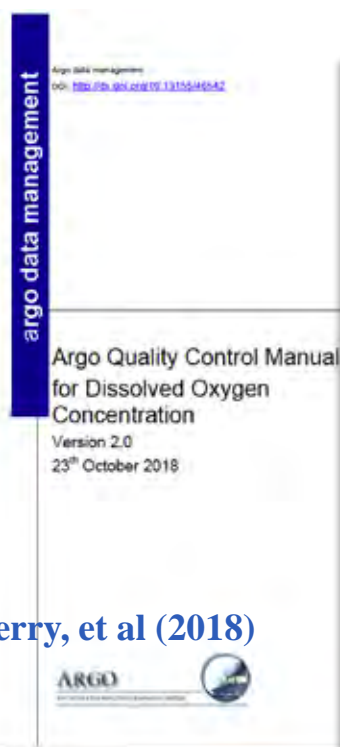 argo data management
Argo data management
DOI: http://dx.doi.org/10.13155/46542
Argo Quality Control Manual
for Dissolved Oxygen
Concentration
Version 2.0
23th October 2018
erry, et al (2018)
ARGO